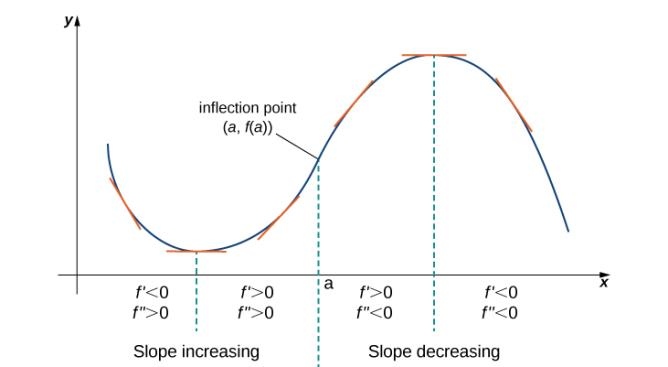 y
inflection point
(a, f(a))
a
x
f'<0
f">0
f'>0
f">0
f'>0
f"<0
f'<0
f"<0
Slope increasing
Slope decreasing